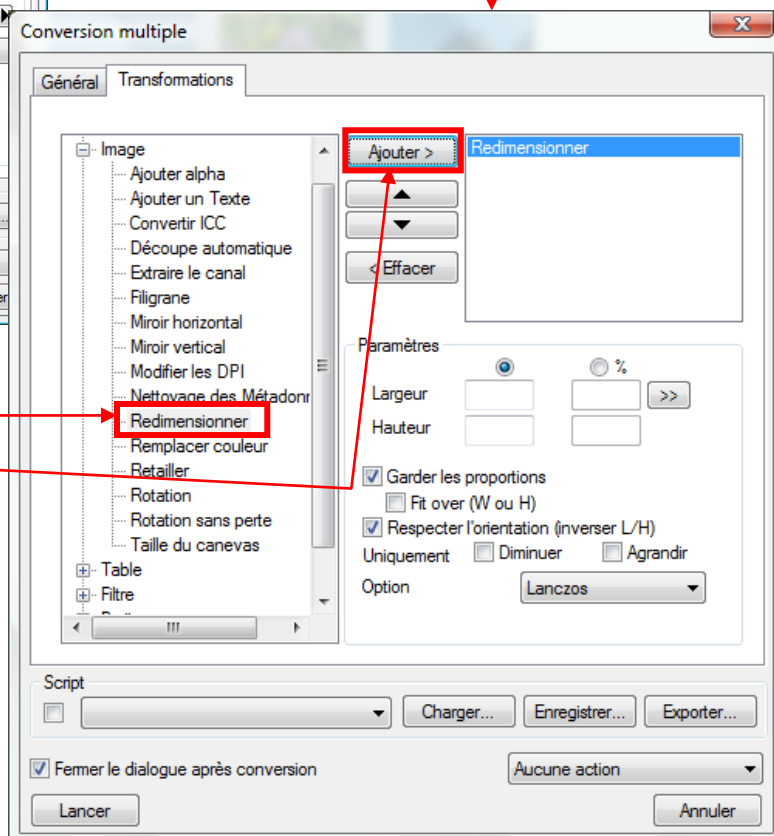 Conversion multiple
Général Transformations
Image
Ajouter alpha
Ajouter un Texte
Convertir ICC
Découpe automatique
Extraire le canal
Filigrane
Miroir horizontal
Miroir vertical
Modifier les DPI
Nettoyage des Métadonr
Redimensionner
Remplacer couleur
Retailler
Rotation
Rotation sans perte
Taille du canevas
Table
Filtre
Ajouter >
< Effacer
Redimensionner
Paramètres
%
Largeur >>
Hauteur
Garder les proportions
Fit over (W ou H)
Respecter l'orientation (inverser L/H)
Uniquement Diminuer Agrandir
Option Lanczos
Script
Charger... Enregistrer... Exporter...
Fermer le dialogue après conversion Aucune action
Lancer Annuler